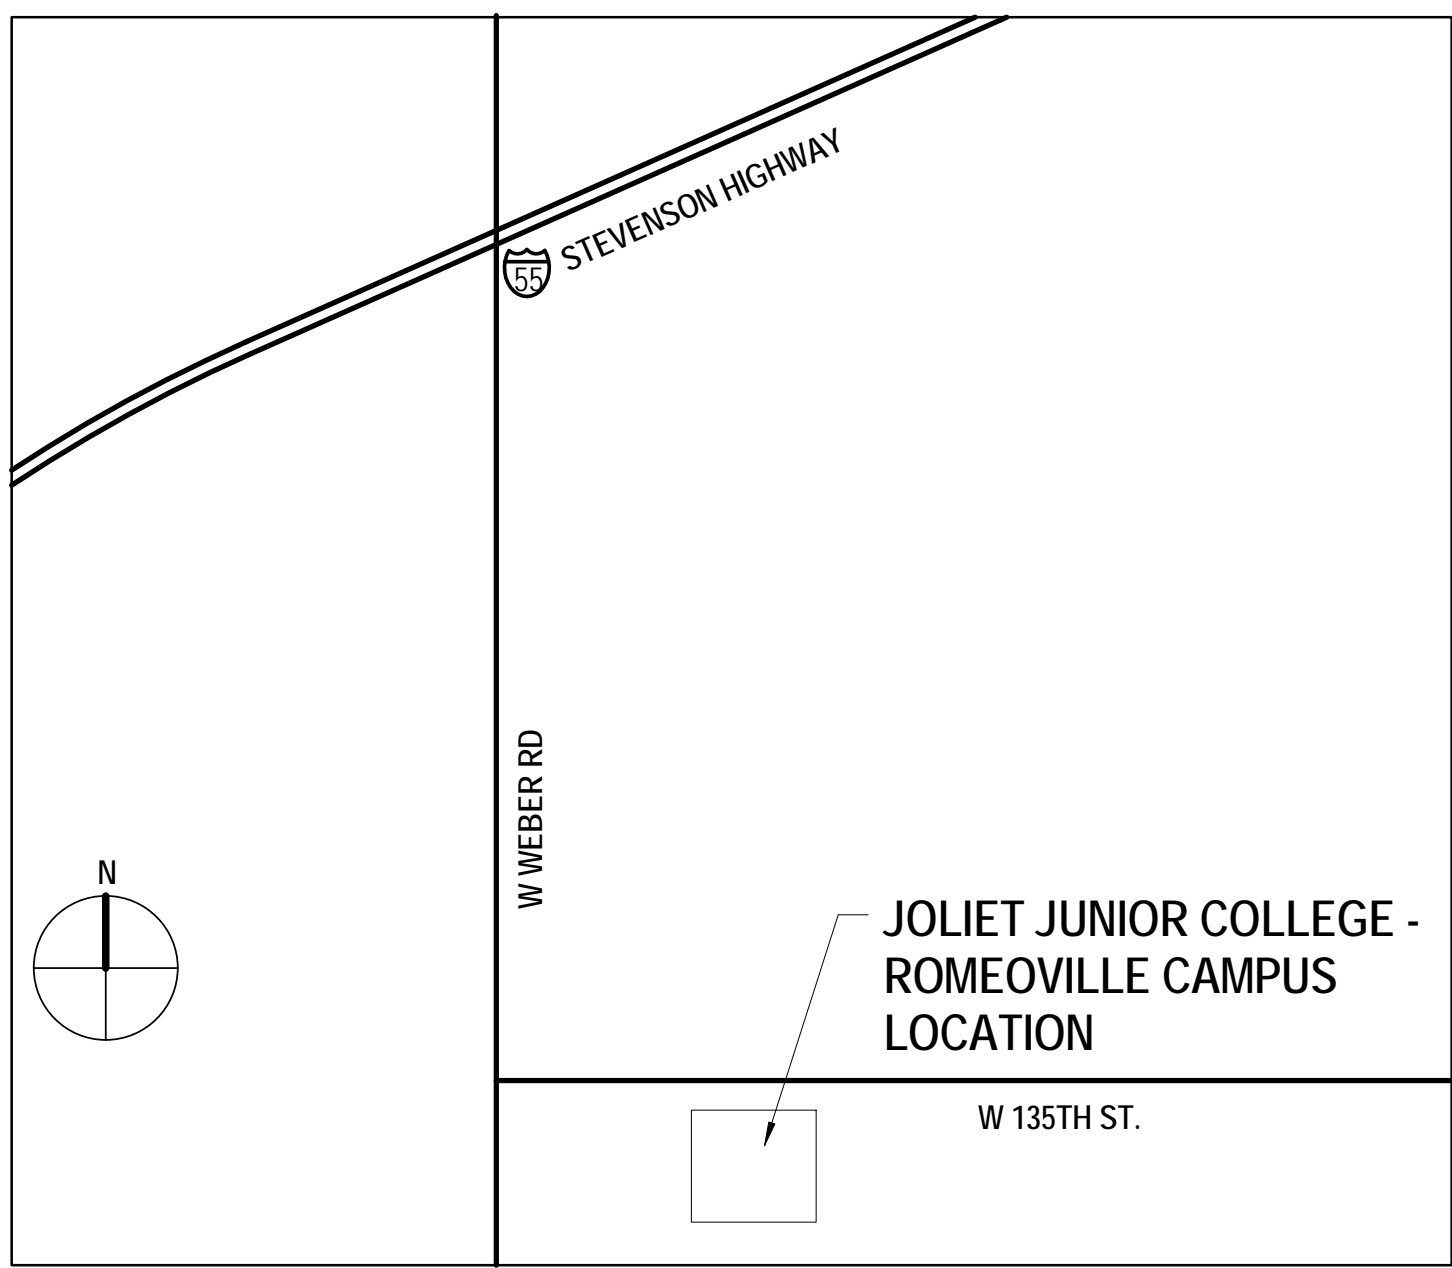 STEVENSON HIGHWAY
55
W WEBER RD
N
JOLIET JUNIOR COLLEGE -
ROMEOVILLE CAMPUS
LOCATION
W 135TH ST.